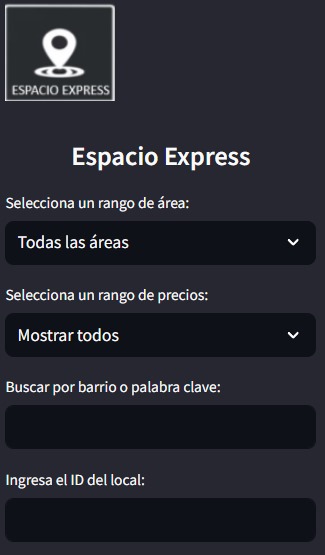 ESPACIO EXPRESS
Espacio Express
Selecciona un rango de área:
Todas las áreas
Selecciona un rango de precios:
Mostrar todos
Buscar por barrio o palabra clave:
Ingresa el ID del local: